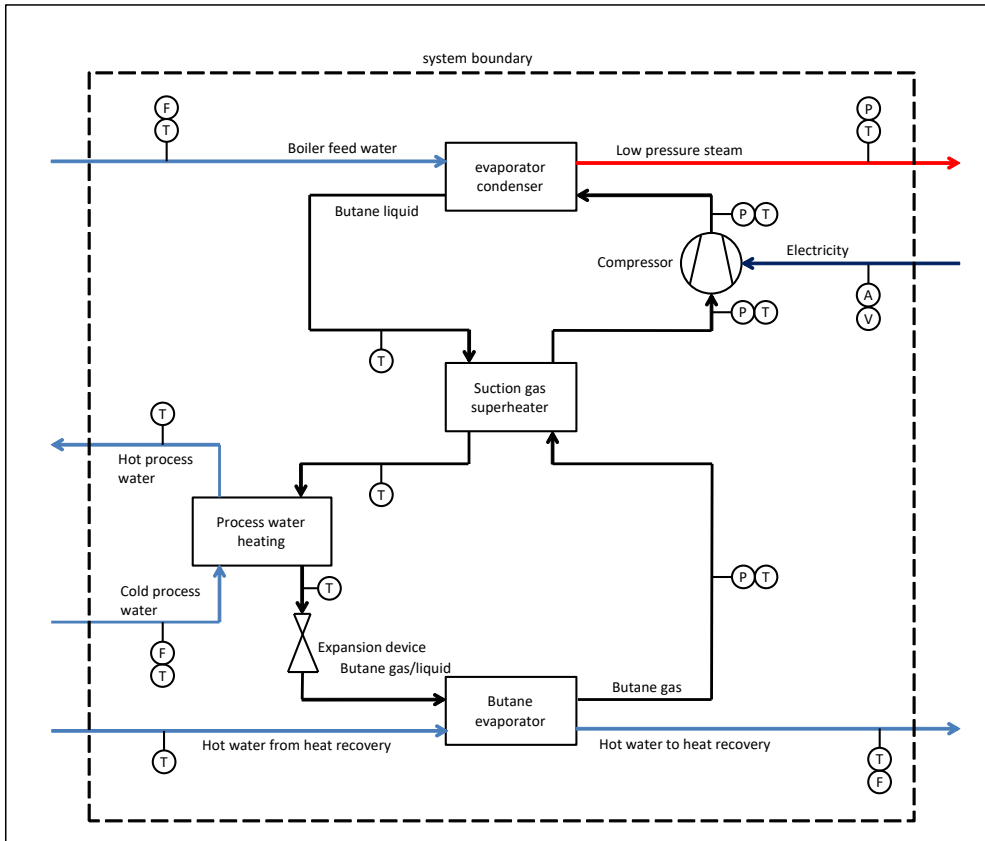 system boundary
F
T
P
T
Boiler feed water
evaporator
condenser
Low pressure steam
Butane liquid
P T
Compressor
Electricity
P T
A
V
T
Suction gas
superheater
T
Hot process
water
T
Process water
heating
P T
T
Cold process
water
Expansion device
F
T
Butane gas/liquid
Butane
evaporator
Butane gas
Hot water from heat recovery
Hot water to heat recovery
T
T
F